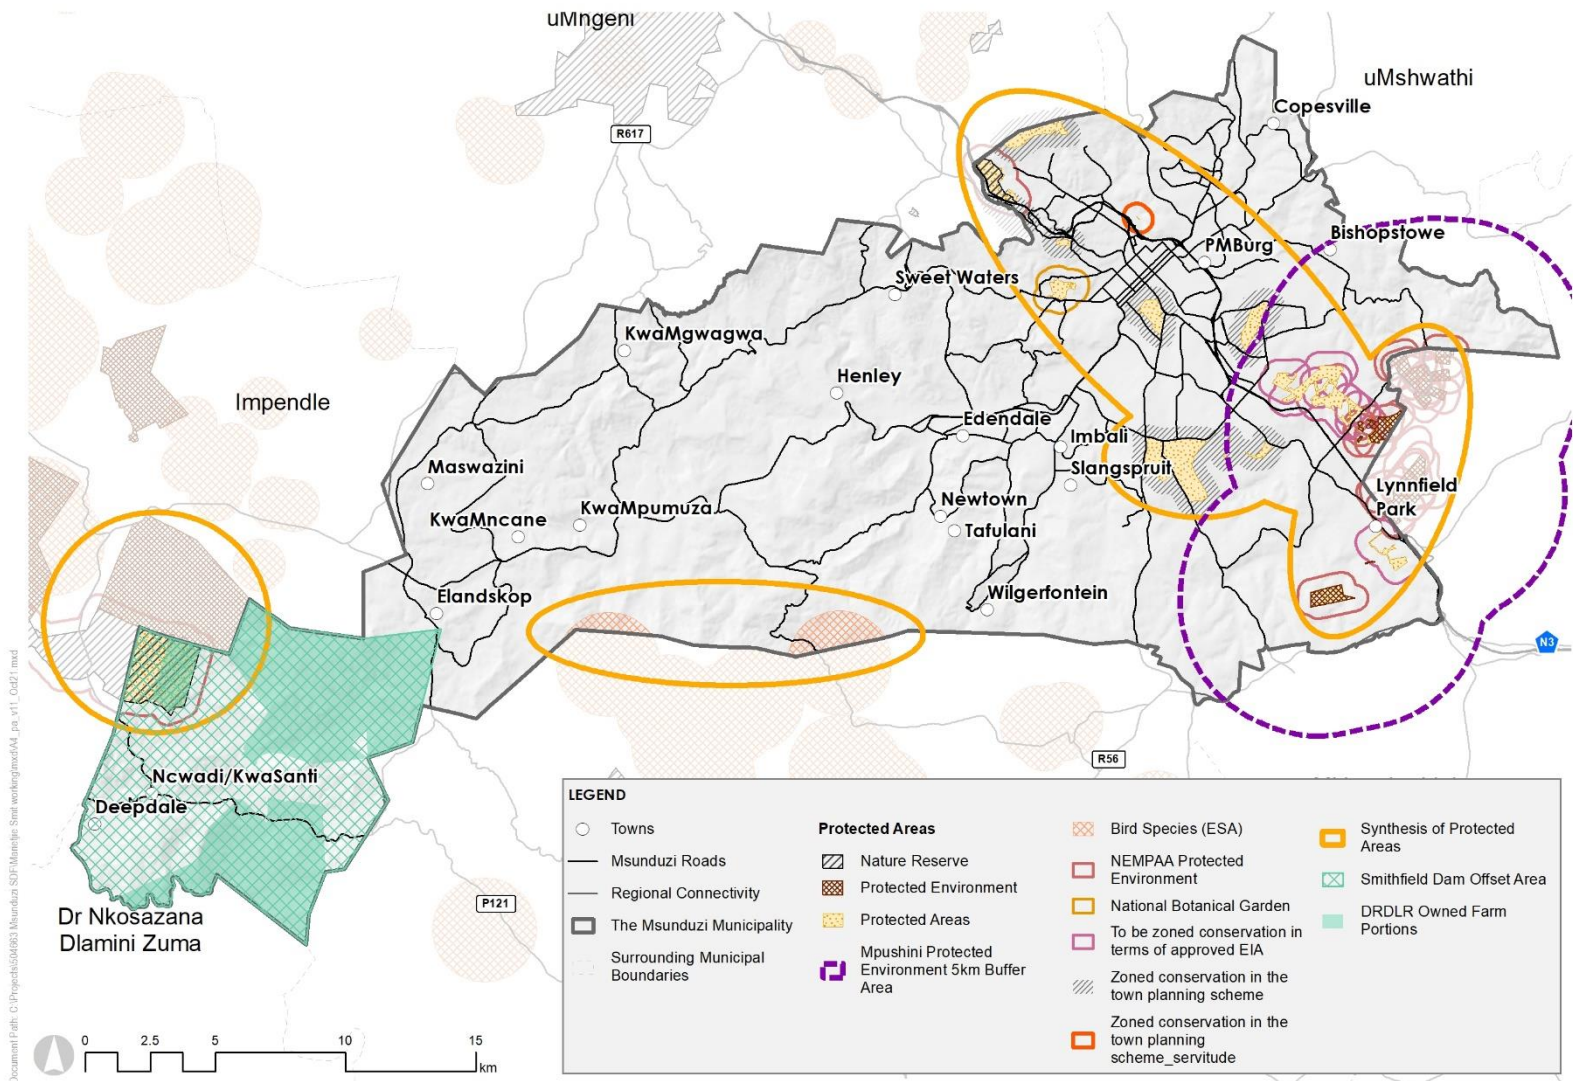 uMngeni
uMshwathi
Copesville
R617
PMBurg
Bishopstowe
Sweet Waters
KwaMgwagwa
Henley
Impendle
Edendale
Imbali
Maswazini
Slangspruit
Lynnfield
Park
Newtown
KwaMncane
KwaMpumuza
Tafulani
Elandskop
Wilgerfontein
N3
R56
Ncwadi/KwaSanti
Deepdale
P121
Dr Nkosazana
Dlamini Zuma
0 2.5 5 10 15
km
LEGEND
Towns
Msunduzi Roads
Regional Connectivity
The Msunduzi Municipality
Surrounding Municipal
Boundaries
Protected Areas
Nature Reserve
Protected Environment
Protected Areas
Mpushini Protected
Environment 5km Buffer
Area
Bird Species (ESA)
NEMPAA Protected
Environment
National Botanical Garden
To be zoned conservation in
terms of approved EIA
Zoned conservation in the
town planning scheme
Zoned conservation in the
town planning
scheme_servitude
Synthesis of Protected
Areas
Smithfield Dam Offset Area
DRDLR Owned Farm
Portions